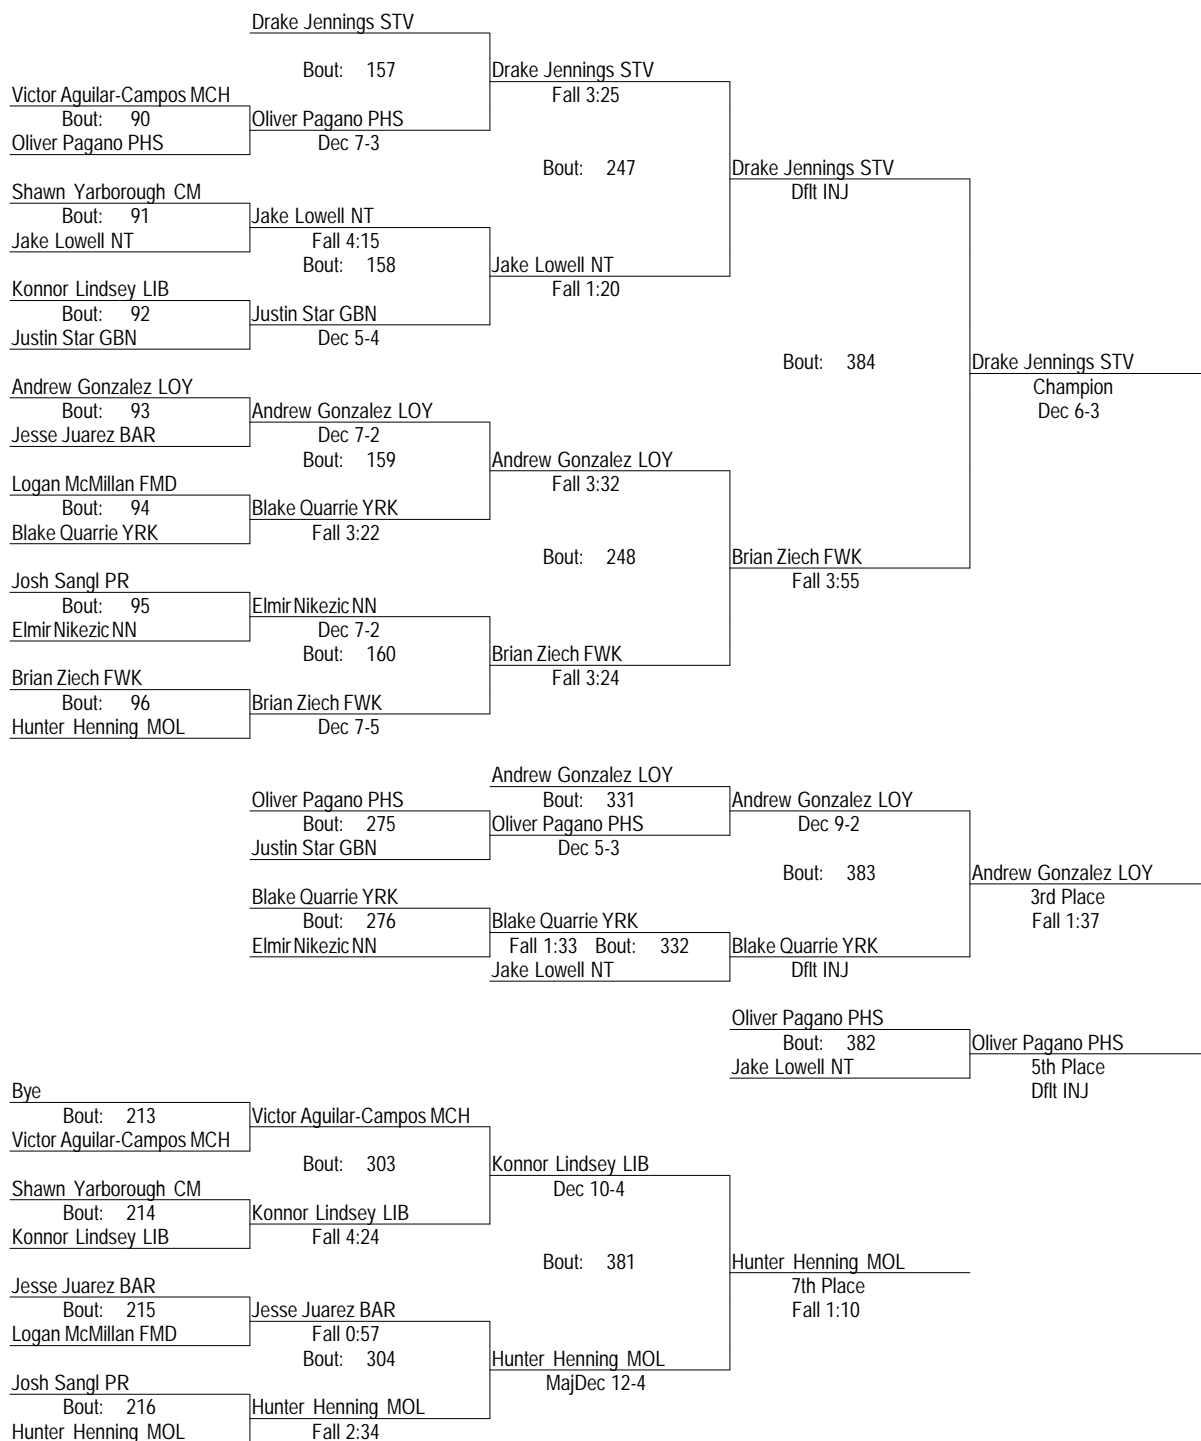 Drake Jennings STV
Bout: 157
Drake Jennings STV
Fall 3:25
Victor Aguilar-Campos MCH
Bout: 90
Oliver Pagano PHS
Oliver Pagano PHS
Dec 7-3
Bout: 247
Drake Jennings STV
Dflt INJ
Shawn Yarborough CM
Bout: 91
Jake Lowell NT
Jake Lowell NT
Fall 4:15
Bout: 158
Jake Lowell NT
Fall 1:20
Konnor Lindsey LIB
Bout: 92
Justin Star GBN
Justin Star GBN
Dec 5-4
Bout: 384
Drake Jennings STV
Champion
Dec 6-3
Andrew Gonzalez LOY
Bout: 93
Jesse Juarez BAR
Andrew Gonzalez LOY
Dec 7-2
Bout: 159
Andrew Gonzalez LOY
Fall 3:32
Logan McMillan FMD
Bout: 94
Blake Quarrie YRK
Blake Quarrie YRK
Fall 3:22
Bout: 248
Brian Ziech FWK
Fall 3:55
Josh Sangl PR
Bout: 95
Elmir Nikezic NN
Elmir Nikezic NN
Dec 7-2
Bout: 160
Brian Ziech FWK
Fall 3:24
Brian Ziech FWK
Bout: 96
Hunter Henning MOL
Brian Ziech FWK
Dec 7-5
Andrew Gonzalez LOY
Bout: 331
Oliver Pagano PHS
Dec 5-3
Oliver Pagano PHS
Bout: 275
Justin Star GBN
Andrew Gonzalez LOY
Dec 9-2
Bout: 383
Andrew Gonzalez LOY
3rd Place
Fall 1:37
Blake Quarrie YRK
Bout: 276
Elmir Nikezic NN
Blake Quarrie YRK
Fall 1:33 Bout: 332
Jake Lowell NT
Blake Quarrie YRK
Dflt INJ
Oliver Pagano PHS
Bout: 382
Jake Lowell NT
Oliver Pagano PHS
5th Place
Dflt INJ
Bye
Bout: 213
Victor Aguilar-Campos MCH
Victor Aguilar-Campos MCH
Bout: 303
Konnor Lindsey LIB
Dec 10-4
Shawn Yarborough CM
Bout: 214
Konnor Lindsey LIB
Konnor Lindsey LIB
Fall 4:24
Bout: 381
Hunter Henning MOL
7th Place
Fall 1:10
Jesse Juarez BAR
Bout: 215
Logan McMillan FMD
Jesse Juarez BAR
Fall 0:57
Bout: 304
Hunter Henning MOL
MajDec 12-4
Josh Sangl PR
Bout: 216
Hunter Henning MOL
Hunter Henning MOL
Fall 2:34